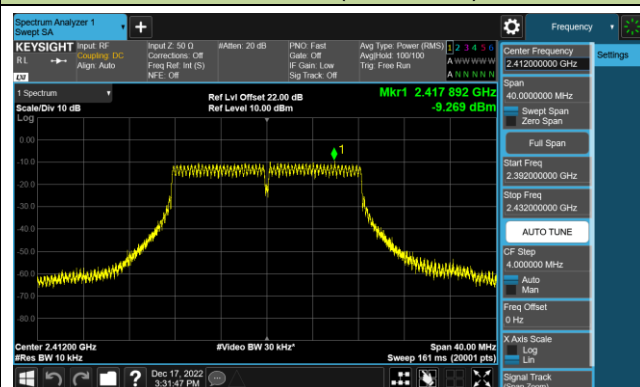 Spectrum Analyzer 1
Swept SA
Frequency
KEYSIGHT
RL
Input: RF
Coupling: DC
Align: Auto
Input Z: 50 Ω
Corrections: Off
Freq Ref: Int (S)
NFE: Off
#Atten: 20 dB
PNO: Fast
Gate: Off
IF Gain: Low
Sig Track: Off
Avg Type: Power (RMS)
Avg|Hold: 100/100
Trig: Free Run
1 2 3 4 5 6
A W W W W W
A N N N N N
LXI
1 Spectrum
Scale/Div 10 dB
Log
Ref Lvl Offset 22.00 dB
Ref Level 10.00 dBm
Mkr1 2.417 892 GHz
-9.269 dBm
1
0.00
-10.0
-20.0
-30.0
-40.0
-50.0
-60.0
-70.0
-80.0
Center 2.41200 GHz
#Res BW 10 kHz
#Video BW 30 kHz*
Span 40.00 MHz
Sweep 161 ms (20001 pts)
Dec 17, 2022
3:31:47 PM
Center Frequency
2.412000000 GHz
Settings
Span
40.0000000 MHz
Swept Span
Zero Span
Full Span
Start Freq
2.392000000 GHz
Stop Freq
2.432000000 GHz
AUTO TUNE
CF Step
4.000000 MHz
Auto
Man
Freq Offset
0 Hz
X Axis Scale
Log
Lin
Signal Track
(Span Zoom)